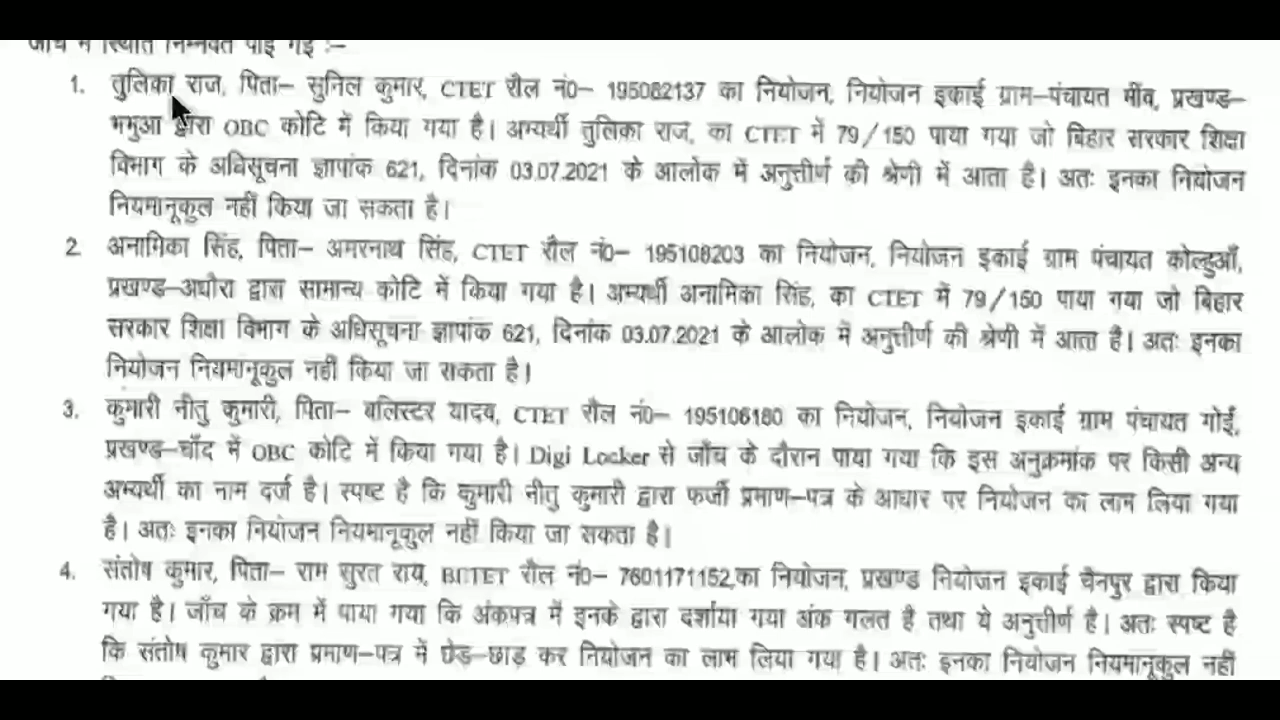 जाँच में स्थिति निम्नवत पाई गई :–
1. तुलिका राज, पिता– सुनिल कुमार, CTET रौल नं0– 195082137 का नियोजन, नियोजन इकाई ग्राम–पंचायत मींव, प्रखण्ड–
भभुआ द्वारा OBC कोटि में किया गया है। अभ्यर्थी तुलिका राज, का CTET में 79/150 पाया गया जो बिहार सरकार शिक्षा
विभाग के अधिसूचना ज्ञापांक 621, दिनांक 03.07.2021 के आलोक में अनुत्तीर्ण की श्रेणी में आता है। अतः इनका नियोजन
नियमानूकुल नहीं किया जा सकता है।
2. अनामिका सिंह, पिता– अमरनाथ सिंह, CTET रौल नं0– 195108203 का नियोजन, नियोजन इकाई ग्राम पंचायत कोल्हुआँ,
प्रखण्ड–अधौरा द्वारा सामान्य कोटि में किया गया है। अभ्यर्थी अनामिका सिंह, का CTET में 79/150 पाया गया जो बिहार
सरकार शिक्षा विभाग के अधिसूचना ज्ञापांक 621, दिनांक 03.07.2021 के आलोक में अनुत्तीर्ण की श्रेणी में आता है। अतः इनका
नियोजन नियमानूकुल नहीं किया जा सकता है।
3. कुमारी नीतु कुमारी, पिता– बलिस्टर यादव, CTET रौल नं0– 195106180 का नियोजन, नियोजन इकाई ग्राम पंचायत गोई,
प्रखण्ड–चाँद में OBC कोटि में किया गया है। Digi Locker से जाँच के दौरान पाया गया कि इस अनुक्रमांक पर किसी अन्य
अभ्यर्थी का नाम दर्ज है। स्पष्ट है कि कुमारी नीतु कुमारी द्वारा फर्जी प्रमाण–पत्र के आधार पर नियोजन का लाभ लिया गया
है। अतः इनका नियोजन नियमानूकुल नहीं किया जा सकता है।
4. संतोष कुमार, पिता– राम सुरत राय, BETET रौल नं0– 7601171152,का नियोजन, प्रखण्ड नियोजन इकाई चैनपुर द्वारा किया
गया है। जाँच के क्रम में पाया गया कि अंकपत्र में इनके द्वारा दर्शाया गया अंक गलत है तथा ये अनुत्तीर्ण है। अतः स्पष्ट है
कि संतोष कुमार द्वारा प्रमाण–पत्र में छेड़–छाड़ कर नियोजन का लाभ लिया गया है। अतः इनका नियोजन नियमानूकुल नहीं